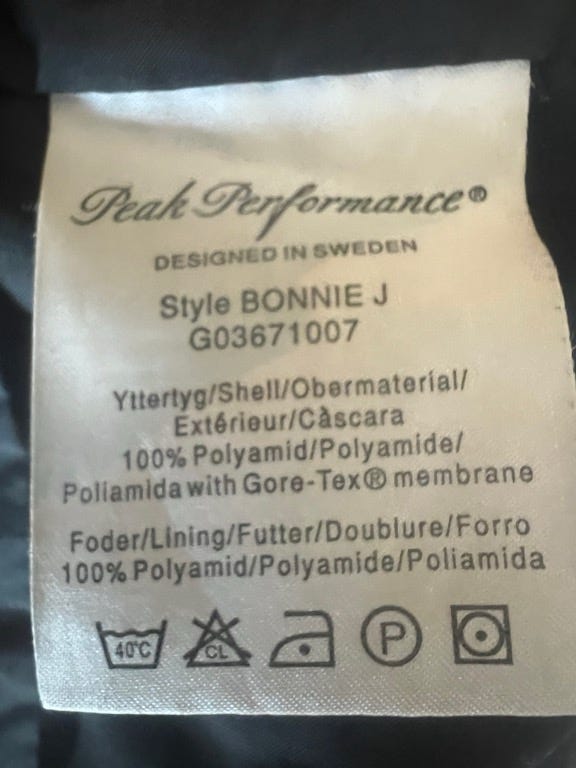 Peak Performance®
DESIGNED IN SWEDEN
Style BONNIE J
G03671007
Yttertyg/Shell/Obermaterial/
Extérieur/Càscara
100% Polyamid/Polyamide/
Poliamida with Gore-Tex® membrane
Foder/Lining/Futter/Doublure/Forro
100% Polyamid/Polyamide/Poliamida
40°C CL P